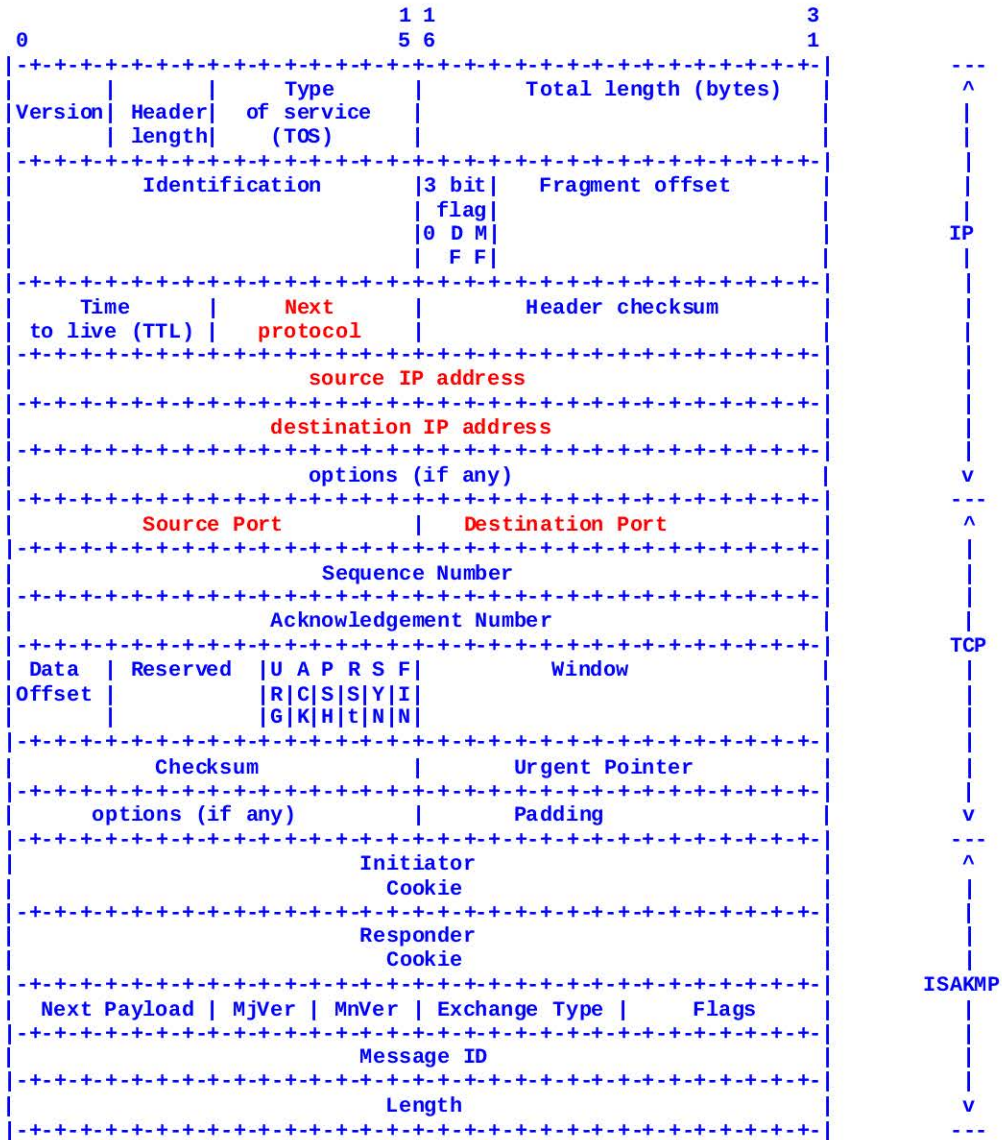 1 1 3
0 5 6 1
|-+-+-+-+-+-+-+-+-+-+-+-+-+-+-+-+-+-+-+-+-+-+-+-+-+-+-+-+-+-+-+-| ---
| | | Type | Total length (bytes) | ^
|Version| Header| of service | | |
| | length| (TOS) | | |
|-+-+-+-+-+-+-+-+-+-+-+-+-+-+-+-+-+-+-+-+-+-+-+-+-+-+-+-+-+-+-+-| |
| Identification |3 bit| Fragment offset | |
| | flag| | |
| |0 D M| | IP
| | F F| | |
|-+-+-+-+-+-+-+-+-+-+-+-+-+-+-+-+-+-+-+-+-+-+-+-+-+-+-+-+-+-+-+-| |
| Time | Next | Header checksum | |
| to live (TTL) | protocol | | |
|-+-+-+-+-+-+-+-+-+-+-+-+-+-+-+-+-+-+-+-+-+-+-+-+-+-+-+-+-+-+-+-| |
| source IP address | |
|-+-+-+-+-+-+-+-+-+-+-+-+-+-+-+-+-+-+-+-+-+-+-+-+-+-+-+-+-+-+-+-| |
| destination IP address | |
|-+-+-+-+-+-+-+-+-+-+-+-+-+-+-+-+-+-+-+-+-+-+-+-+-+-+-+-+-+-+-+-| |
| options (if any) | v
|-+-+-+-+-+-+-+-+-+-+-+-+-+-+-+-+-+-+-+-+-+-+-+-+-+-+-+-+-+-+-+-| ---
| Source Port | Destination Port | ^
|-+-+-+-+-+-+-+-+-+-+-+-+-+-+-+-+-+-+-+-+-+-+-+-+-+-+-+-+-+-+-+-| |
| Sequence Number | |
|-+-+-+-+-+-+-+-+-+-+-+-+-+-+-+-+-+-+-+-+-+-+-+-+-+-+-+-+-+-+-+-| |
| Acknowledgement Number | |
|-+-+-+-+-+-+-+-+-+-+-+-+-+-+-+-+-+-+-+-+-+-+-+-+-+-+-+-+-+-+-+-| TCP
| Data | Reserved |U A P R S F| Window | |
|Offset | |R|C|S|S|Y|I| | |
| | |G|K|H|t|N|N| | |
|-+-+-+-+-+-+-+-+-+-+-+-+-+-+-+-+-+-+-+-+-+-+-+-+-+-+-+-+-+-+-+-| |
| Checksum | Urgent Pointer | |
|-+-+-+-+-+-+-+-+-+-+-+-+-+-+-+-+-+-+-+-+-+-+-+-+-+-+-+-+-+-+-+-| |
| options (if any) | Padding | v
|-+-+-+-+-+-+-+-+-+-+-+-+-+-+-+-+-+-+-+-+-+-+-+-+-+-+-+-+-+-+-+-| ---
| Initiator | ^
| Cookie | |
|-+-+-+-+-+-+-+-+-+-+-+-+-+-+-+-+-+-+-+-+-+-+-+-+-+-+-+-+-+-+-+-| |
| Responder | |
| Cookie | |
|-+-+-+-+-+-+-+-+-+-+-+-+-+-+-+-+-+-+-+-+-+-+-+-+-+-+-+-+-+-+-+-| ISAKMP
| Next Payload | MjVer | MnVer | Exchange Type | Flags | |
|-+-+-+-+-+-+-+-+-+-+-+-+-+-+-+-+-+-+-+-+-+-+-+-+-+-+-+-+-+-+-+-| |
| Message ID | |
|-+-+-+-+-+-+-+-+-+-+-+-+-+-+-+-+-+-+-+-+-+-+-+-+-+-+-+-+-+-+-+-| |
| Length | v
|-+-+-+-+-+-+-+-+-+-+-+-+-+-+-+-+-+-+-+-+-+-+-+-+-+-+-+-+-+-+-+-| ---